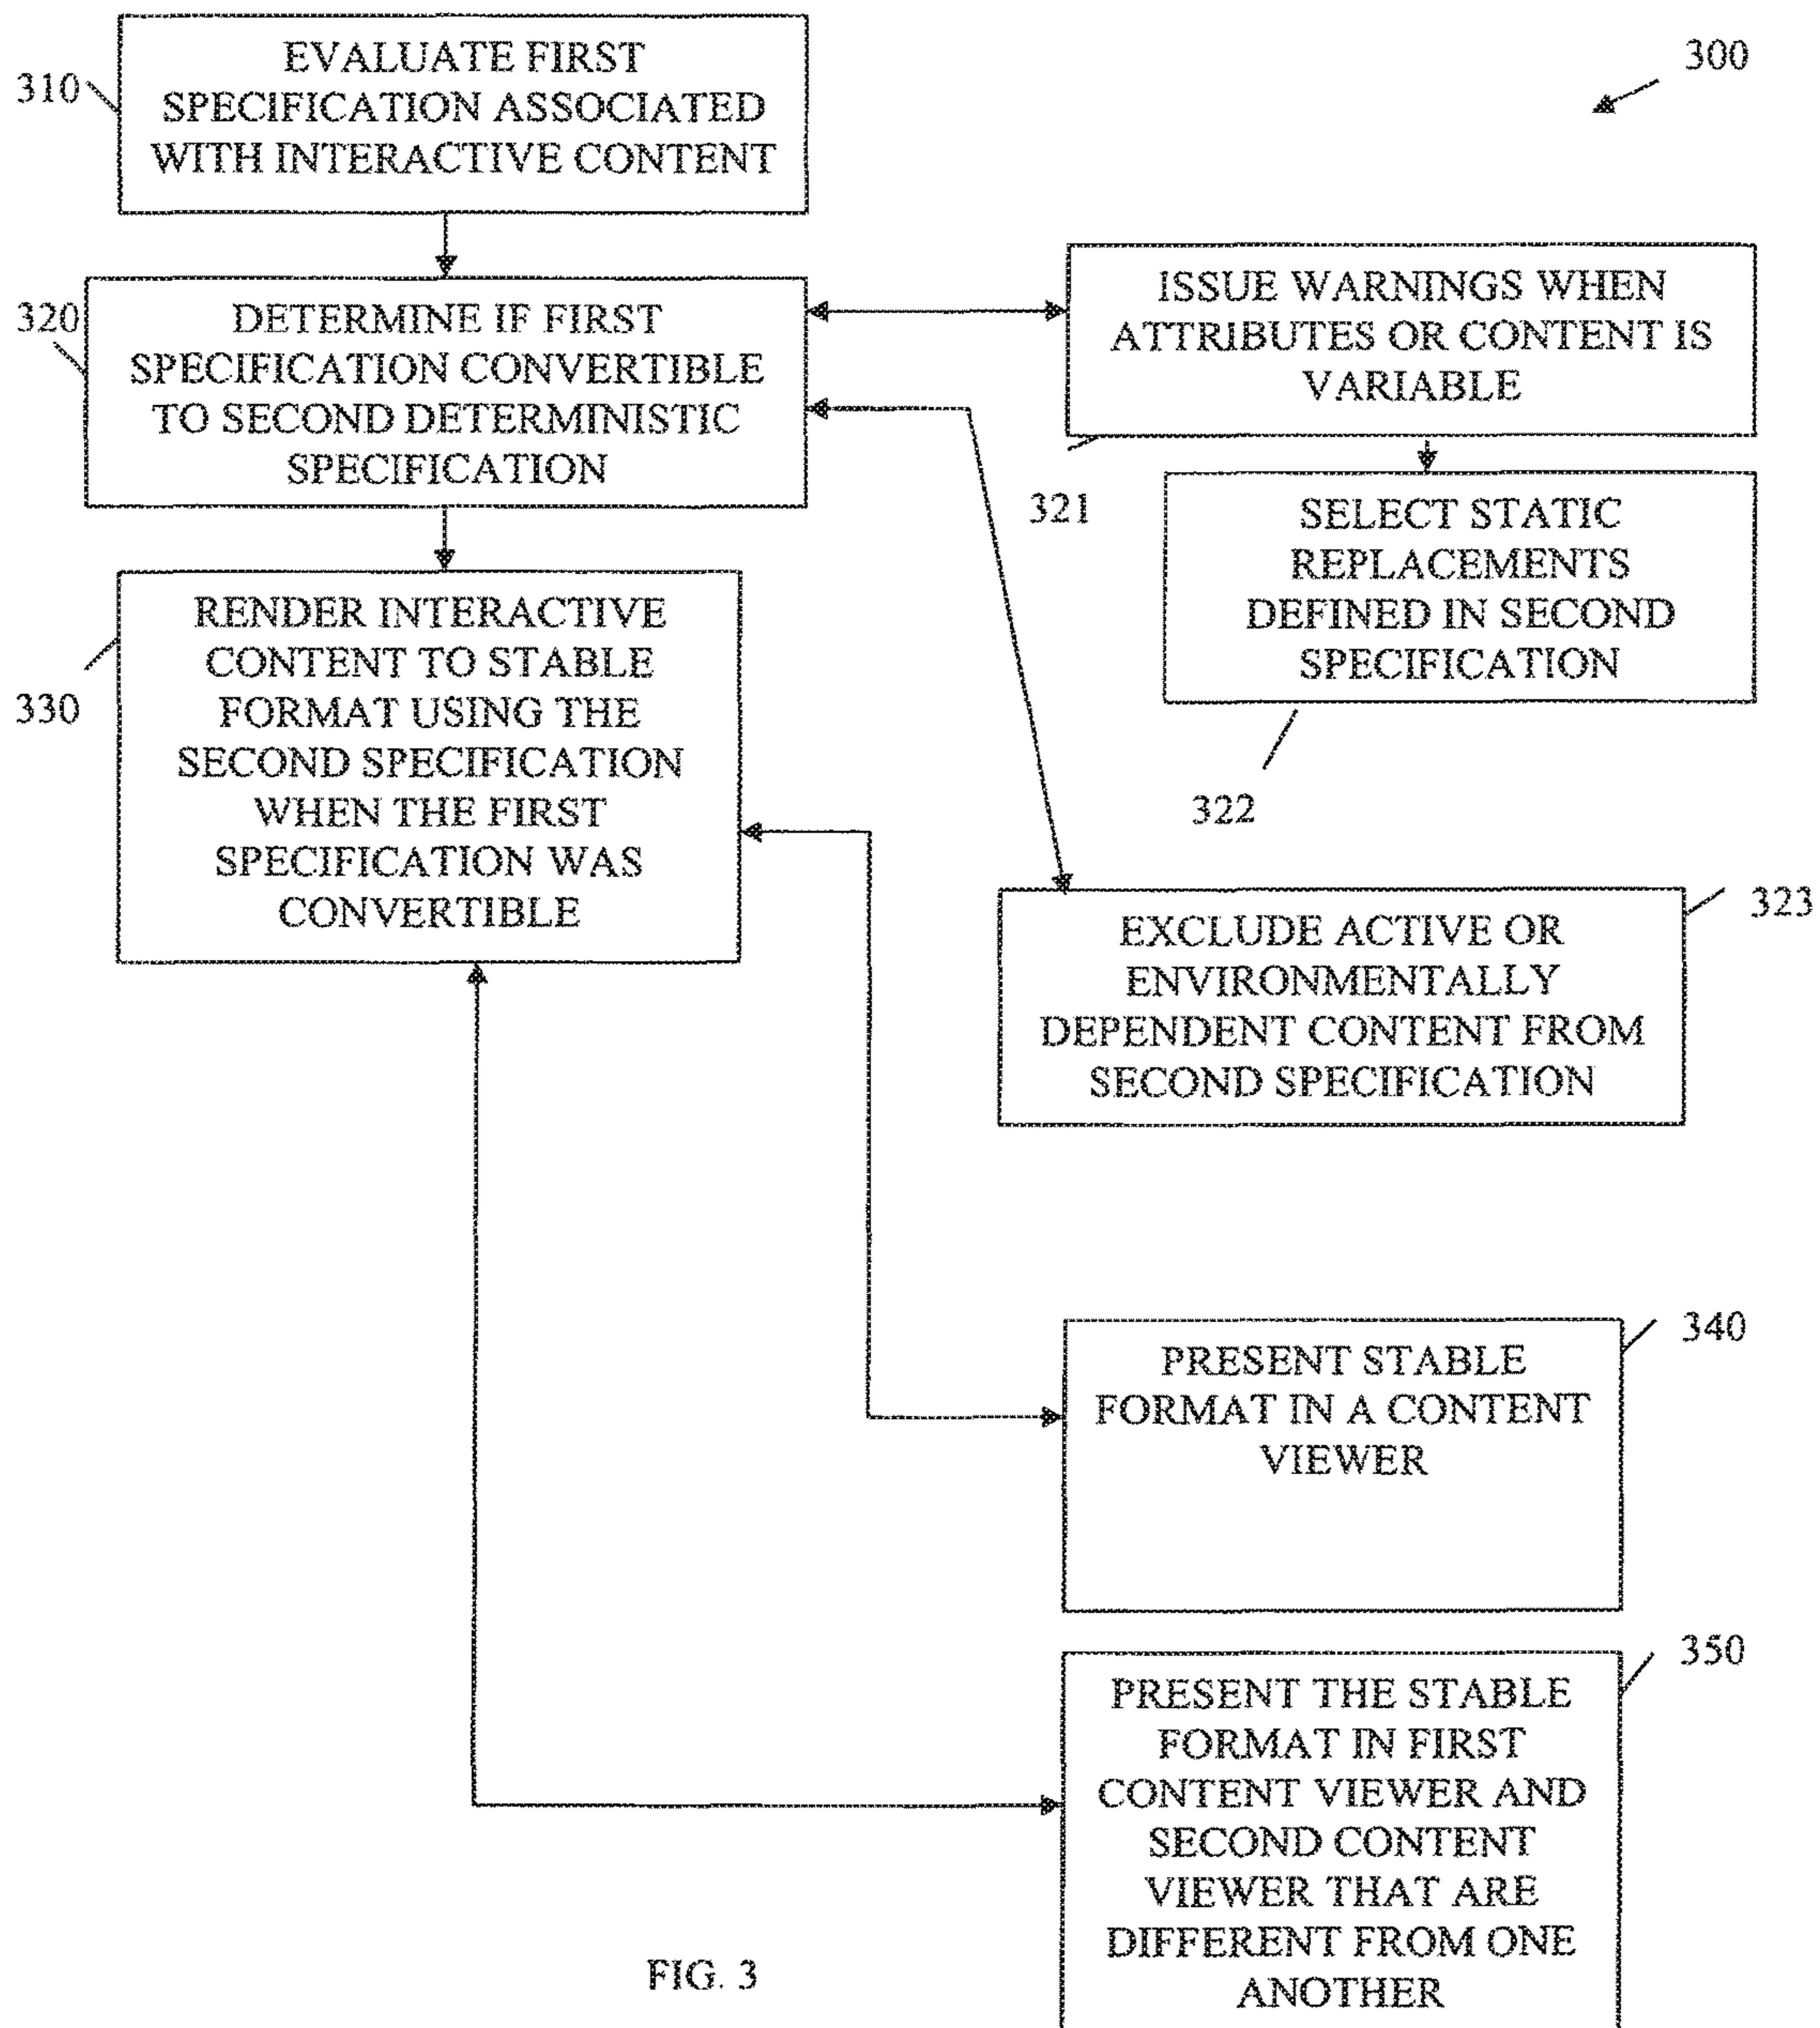 300
310
EVALUATE FIRST
SPECIFICATION ASSOCIATED
WITH INTERACTIVE CONTENT
320
DETERMINE IF FIRST
SPECIFICATION CONVERTIBLE
TO SECOND DETERMINISTIC
SPECIFICATION
ISSUE WARNINGS WHEN
ATTRIBUTES OR CONTENT IS
VARIABLE
321
SELECT STATIC
REPLACEMENTS
DEFINED IN SECOND
SPECIFICATION
322
330
RENDER INTERACTIVE
CONTENT TO STABLE
FORMAT USING THE
SECOND SPECIFICATION
WHEN THE FIRST
SPECIFICATION WAS
CONVERTIBLE
323
EXCLUDE ACTIVE OR
ENVIRONMENTALLY
DEPENDENT CONTENT FROM
SECOND SPECIFICATION
340
PRESENT STABLE
FORMAT IN A CONTENT
VIEWER
350
PRESENT THE STABLE
FORMAT IN FIRST
CONTENT VIEWER AND
SECOND CONTENT
VIEWER THAT ARE
DIFFERENT FROM ONE
ANOTHER
FIG. 3